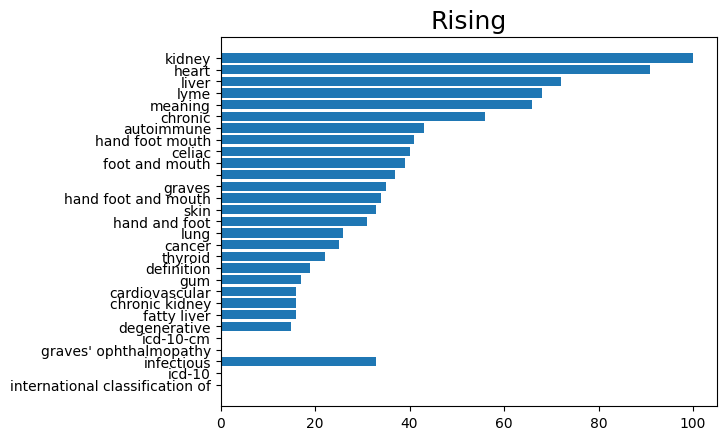 Rising
kidney
heart
liver
lyme
meaning
chronic
autoimmune
hand foot mouth
celiac
foot and mouth
graves
hand foot and mouth
skin
hand and foot
lung
cancer
thyroid
definition
gum
cardiovascular
chronic kidney
fatty liver
degenerative
icd-10-cm
graves' ophthalmopathy
infectious
icd-10
international classification of
0 20 40 60 80 100